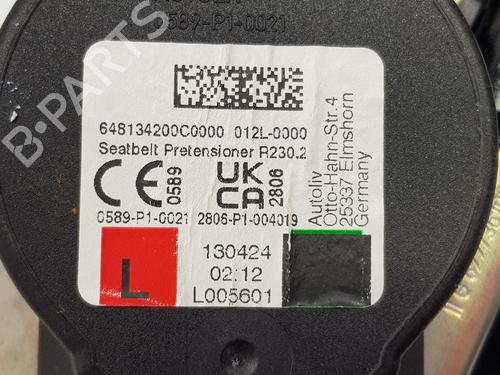 0589-P1-0021
648134200C0000 012L-0000
Seatbelt Pretensioner R230.2
CE 0589
UK CA 2806
0589-P1-0021 2806-P1-004019
Autoliv
Otto-Hahn-Str.4
25337 Elmshorn
Germany
L
130424
02:12
L005601
B-PARTS